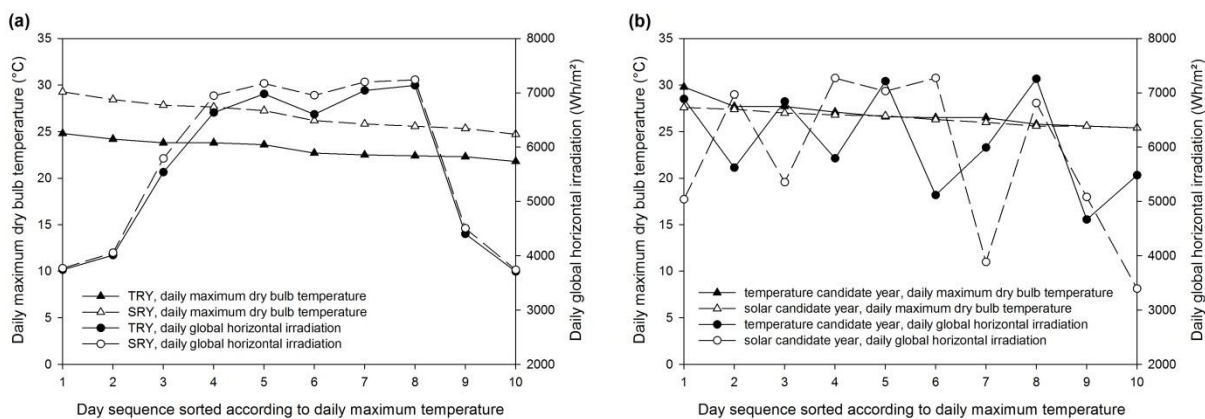 (a)
35
30
25
20
15
10
5
0
Daily maximum dry bulb temperature (°C)
8000
7000
6000
5000
4000
3000
2000
Daily global horizontal irradiation (Wh/m²)
TRY, daily maximum dry bulb temperature
SRY, daily maximum dry bulb temperature
TRY, daily global horizontal irradiation
SRY, daily global horizontal irradiation
1 2 3 4 5 6 7 8 9 10
Day sequence sorted according to daily maximum temperature
(b)
35
30
25
20
15
10
5
0
Daily maximum dry bulb temperature (°C)
8000
7000
6000
5000
4000
3000
2000
Daily global horizontal irradiation (Wh/m²)
temperature candidate year, daily maximum dry bulb temperature
solar candidate year, daily maximum dry bulb temperature
temperature candidate year, daily global horizontal irradiation
solar candidate year, daily global horizontal irradiation
1 2 3 4 5 6 7 8 9 10
Day sequence sorted according to daily maximum temperature